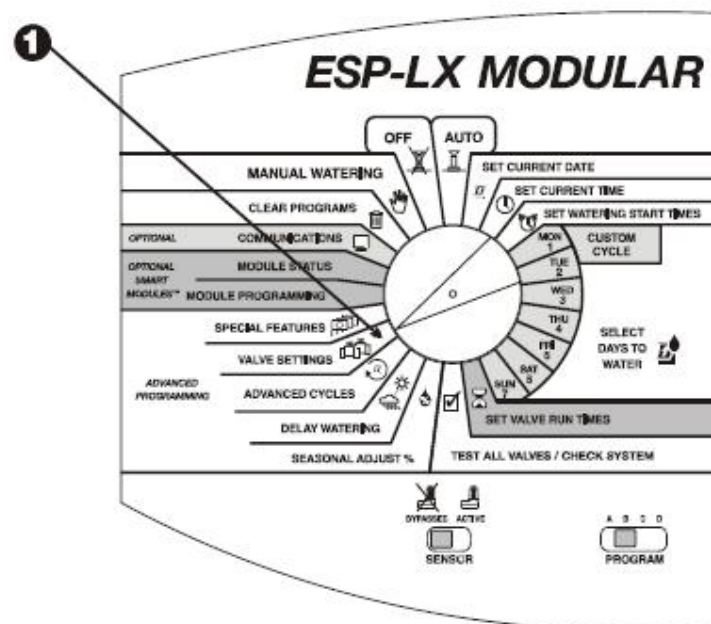 1
ESP-LX MODULAR
OFF
AUTO
MANUAL WATERING
SET CURRENT DATE
CLEAR PROGRAMS
SET CURRENT TIME
SET WATERING START TIMES
OPTIONAL
COMMUNICATIONS
MON
1
CUSTOM
CYCLE
OPTIONAL
SMART
MODULES™
MODULE STATUS
TUE
2
MODULE PROGRAMMING
WED
3
SPECIAL FEATURES
THU
4
SELECT
DAYS TO
WATER
VALVE SETTINGS
FRI
5
ADVANCED
PROGRAMMING
ADVANCED CYCLES
SAT
6
SUN
7
DELAY WATERING
SET VALVE RUN TIMES
SEASONAL ADJUST %
TEST ALL VALVES / CHECK SYSTEM
BYPASSES ACTIVE
SENSOR
A B C D
PROGRAM